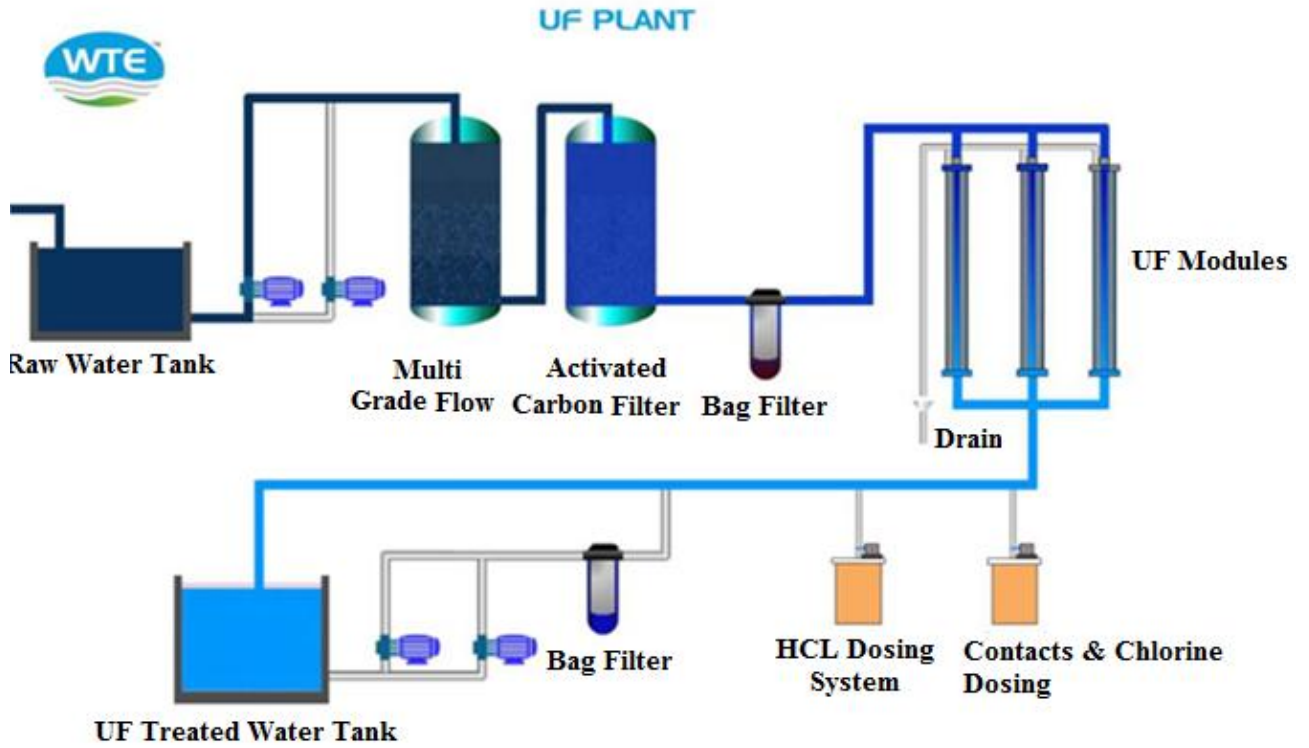 UF PLANT
WTE
UF Modules
Raw Water Tank
Multi
Grade Flow
Activated
Carbon Filter
Bag Filter
Drain
Bag Filter
HCL Dosing
System
Contacts & Chlorine
Dosing
UF Treated Water Tank